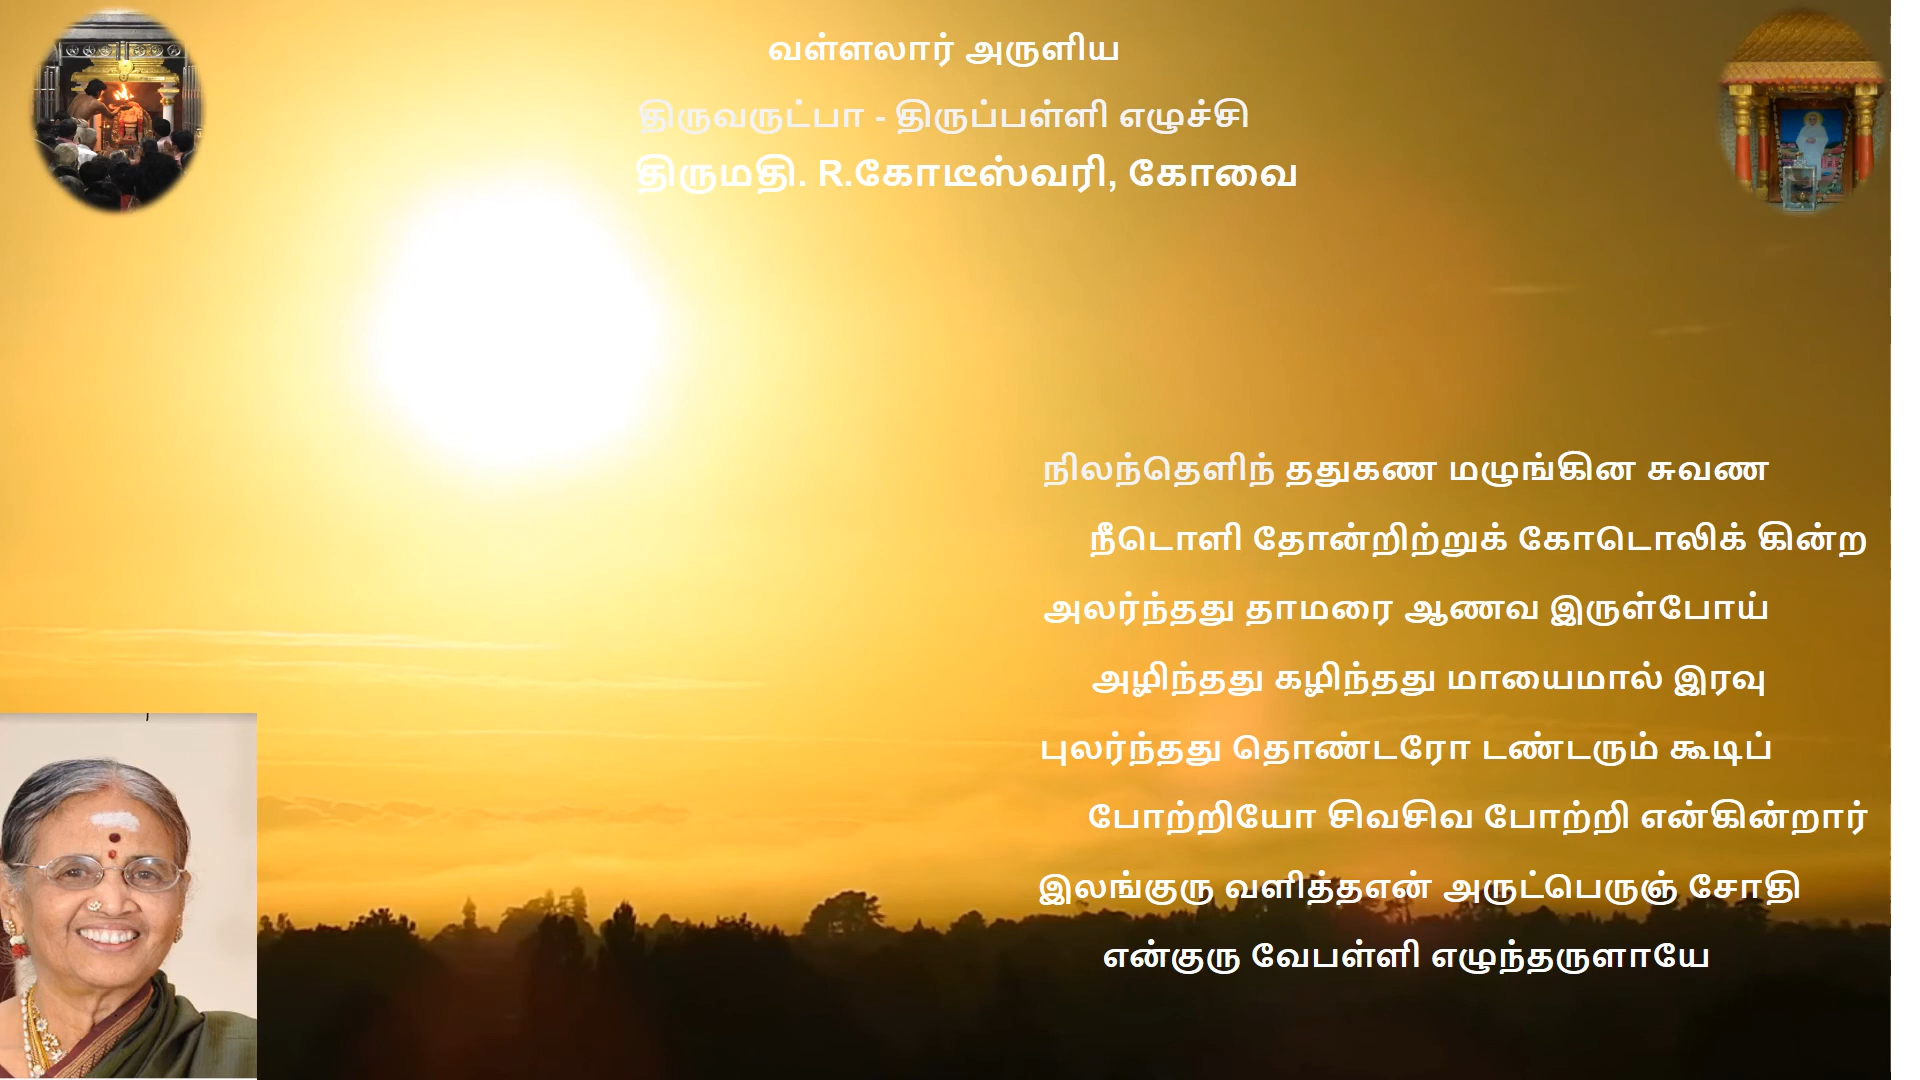 வள்ளலார் அருளிய
திருவருட்பா - திருப்பள்ளி எழுச்சி
திருமதி. R.கோடீஸ்வரி, கோவை
நிலந்தெளிந் ததுகண மழுங்கின சுவண
நீடொளி தோன்றிற்றுக் கோடொலிக் கின்ற
அலர்ந்தது தாமரை ஆணவ இருள்போய்
அழிந்தது கழிந்தது மாயைமால் இரவு
புலர்ந்தது தொண்டரோ டண்டரும் கூடிப்
போற்றியோ சிவசிவ போற்றி என்கின்றார்
இலங்குரு வளித்தஎன் அருட்பெருஞ் சோதி
என்குரு வேபள்ளி எழுந்தருளாயே